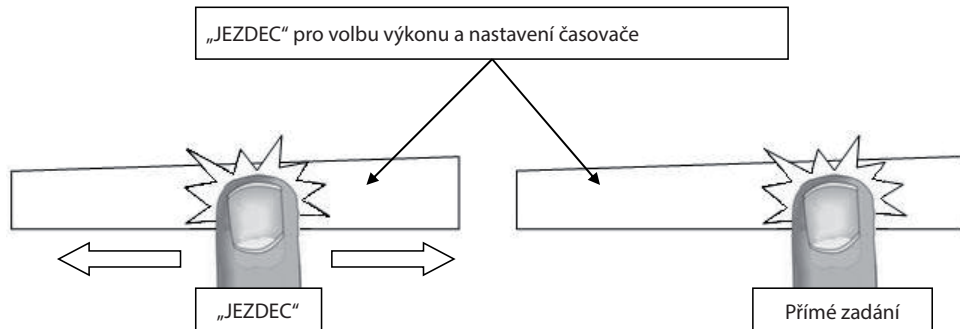 „JEZDEC“ pro volbu výkonu a nastavení časovače
„JEZDEC“
Přímé zadání